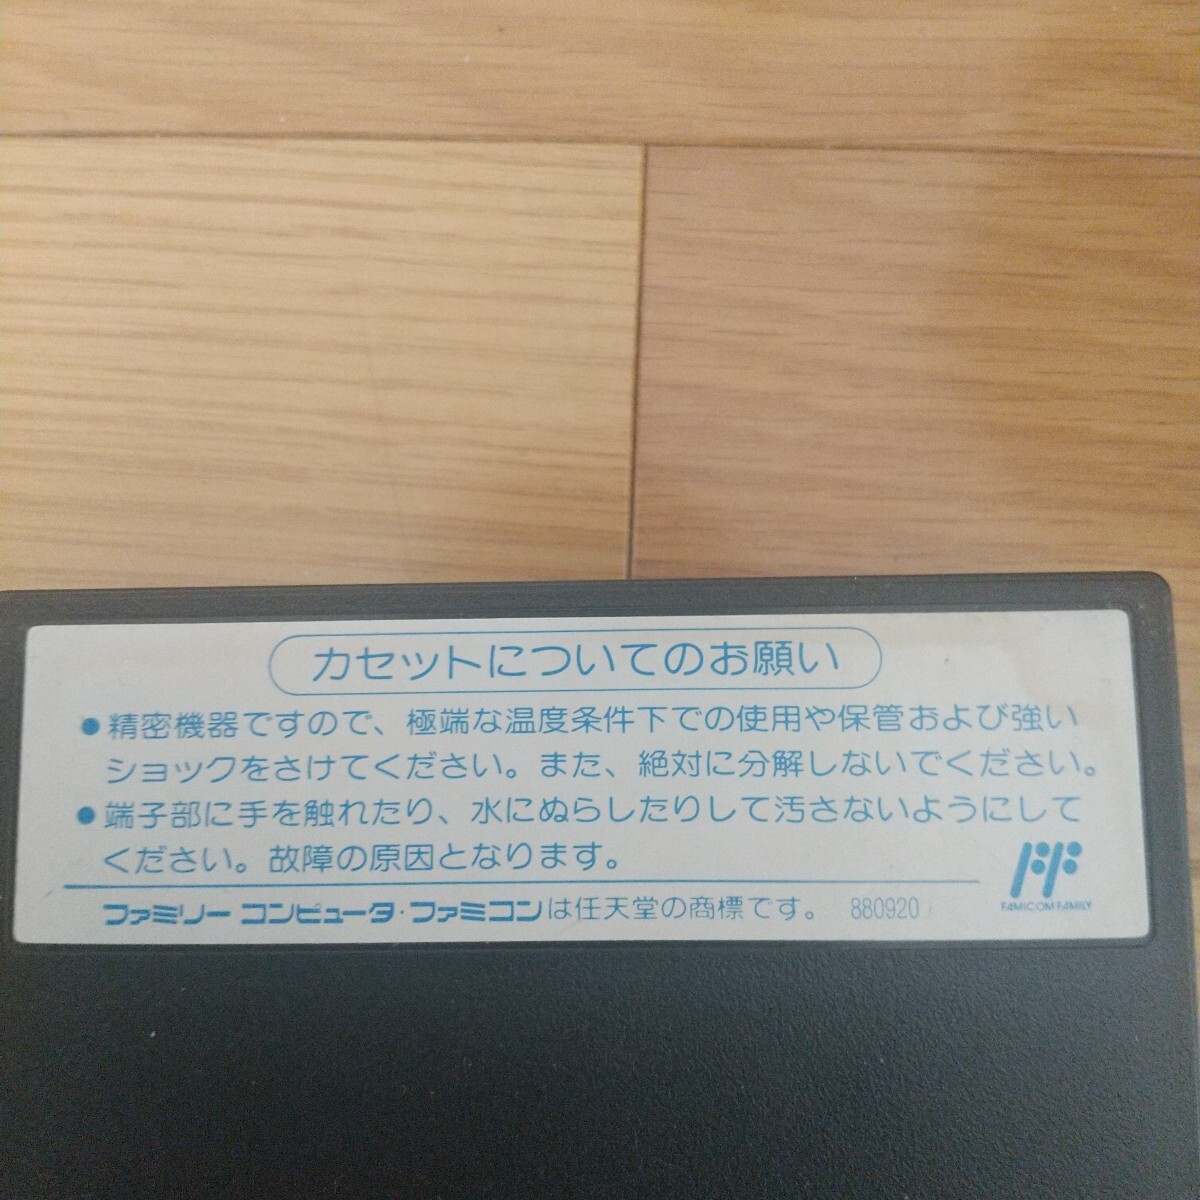 カセットについてのお願い
●精密機器ですので、極端な温度条件下での使用や保管および強い
ショックをさけてください。また、絶対に分解しないでください。
●端子部に手を触れたり、水にぬらしたりして汚さないようにして
ください。故障の原因となります。
ファミリー コンピュータ・ファミコンは任天堂の商標です。 880920
FF
FAMICOM FAMILY